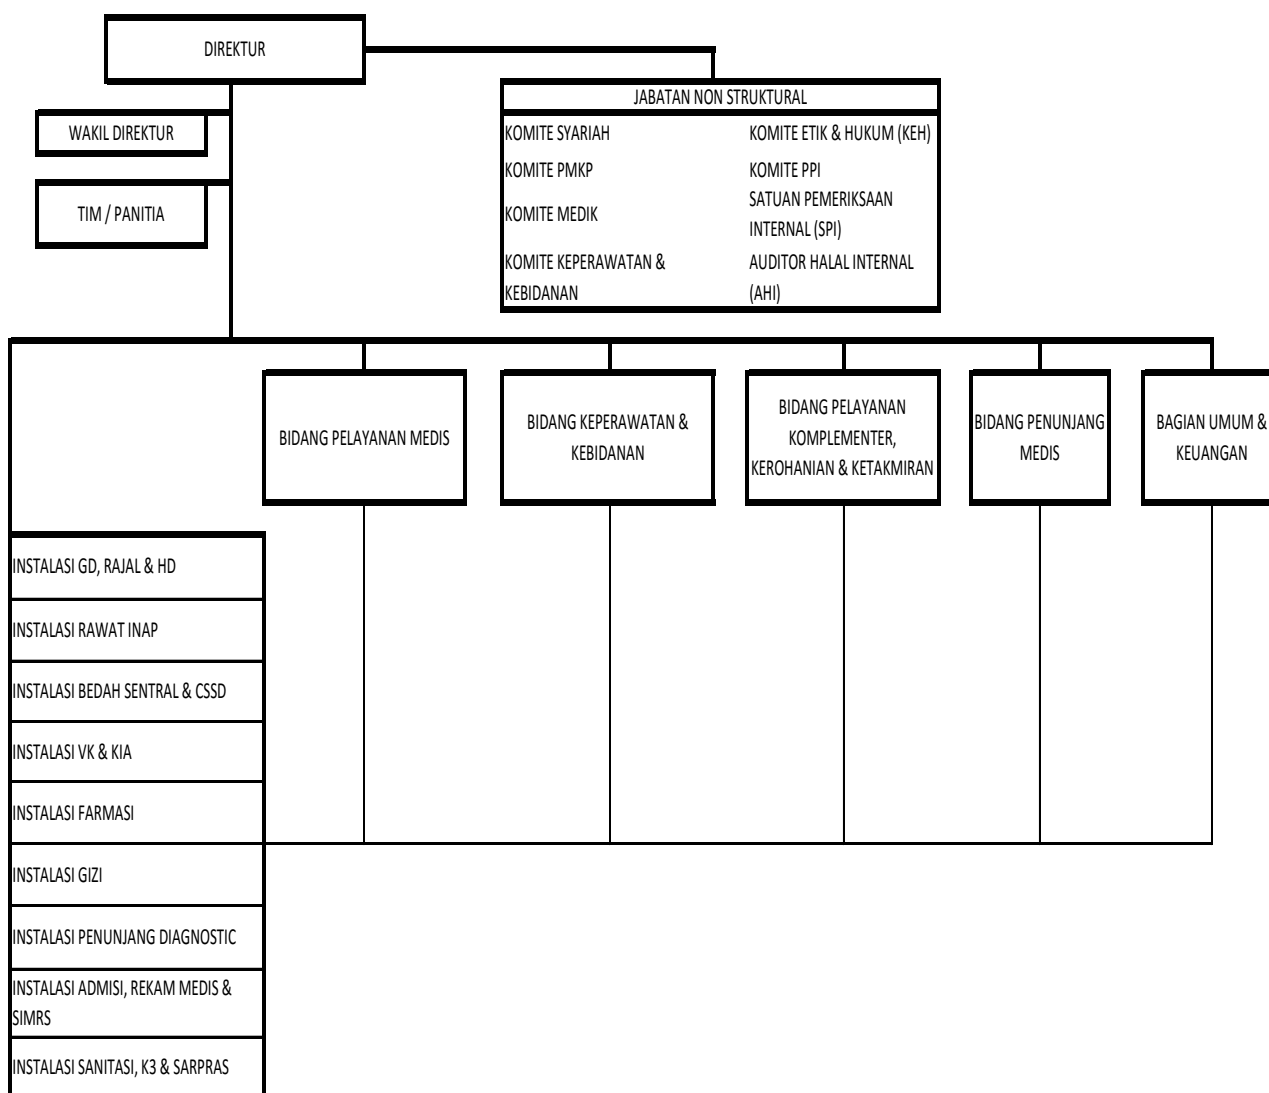 DIREKTUR
WAKIL DIREKTUR
TIM / PANITIA
JABATAN NON STRUKTURAL
KOMITE SYARIAH
KOMITE ETIK & HUKUM (KEH)
KOMITE PMKP
KOMITE PPI
KOMITE MEDIK
SATUAN PEMERIKSAAN
INTERNAL (SPI)
KOMITE KEPERAWATAN &
KEBIDANAN
AUDITOR HALAL INTERNAL
(AHI)
BIDANG PELAYANAN MEDIS
BIDANG KEPERAWATAN &
KEBIDANAN
BIDANG PELAYANAN
KOMPLEMENTER,
KEROHANIAN & KETAKMIRAN
BIDANG PENUNJANG
MEDIS
BAGIAN UMUM &
KEUANGAN
INSTALASI GD, RAJAL & HD
INSTALASI RAWAT INAP
INSTALASI BEDAH SENTRAL & CSSD
INSTALASI VK & KIA
INSTALASI FARMASI
INSTALASI GIZI
INSTALASI PENUNJANG DIAGNOSTIC
INSTALASI ADMISI, REKAM MEDIS &
SIMRS
INSTALASI SANITASI, K3 & SARPRAS